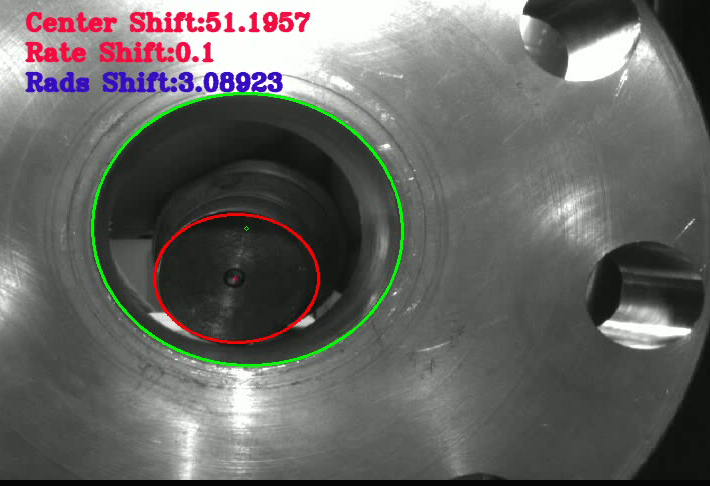 Center Shift:51.1957
Rate Shift:0.1
Rads Shift:3.08923